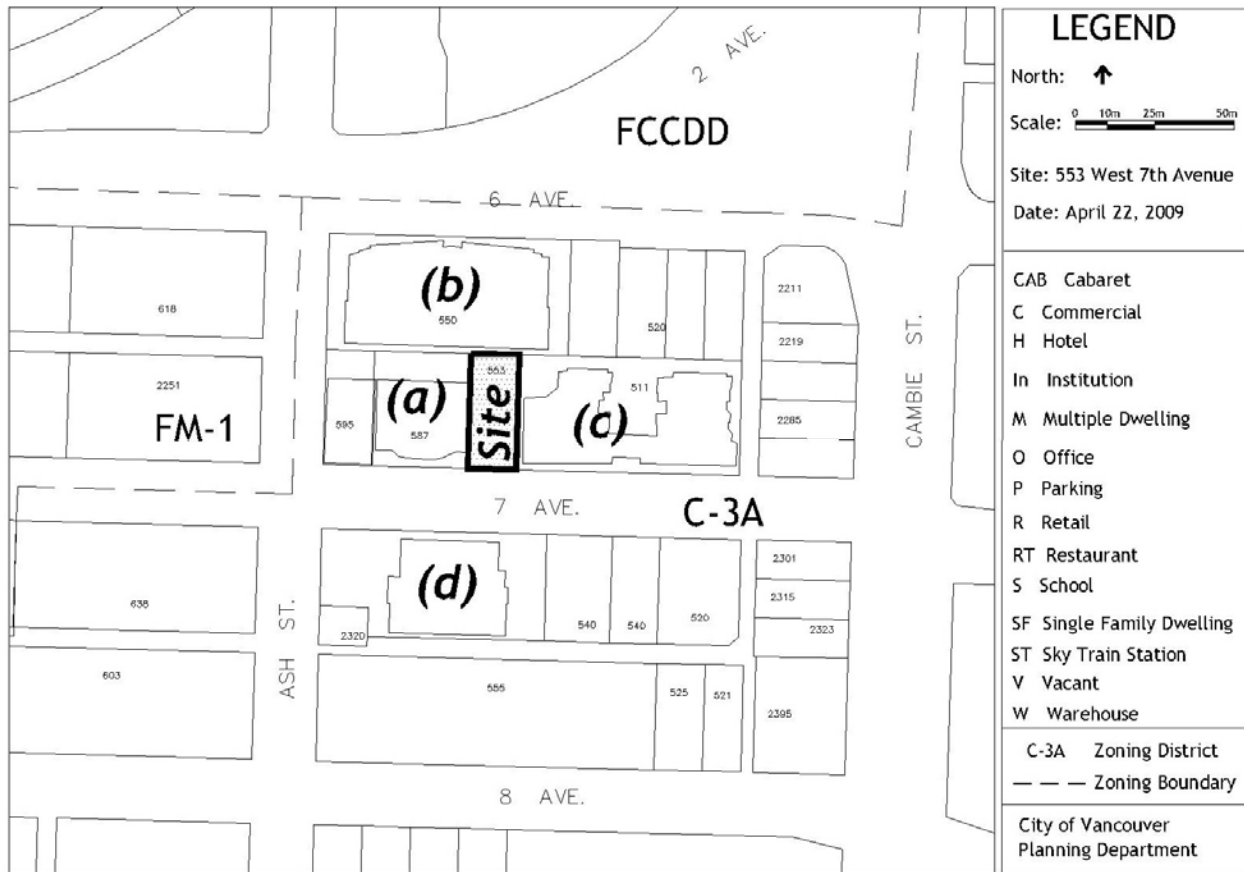 2 AVE.
FCCDD
6 AVE.
618
(b)
550
2211
520
2219
CAMBIE ST.
2251
FM-1
595
(a)
587
553
Site
511
(c)
2285
7 AVE.
C-3A
638
ASH ST.
2320
(d)
540
540
520
2301
2315
2323
603
555
525
521
2395
8 AVE.
LEGEND
North:
Scale: 0 10m 25m 50m
Site: 553 West 7th Avenue
Date: April 22, 2009
CAB Cabaret
C Commercial
H Hotel
In Institution
M Multiple Dwelling
O Office
P Parking
R Retail
RT Restaurant
S School
SF Single Family Dwelling
ST Sky Train Station
V Vacant
W Warehouse
C-3A Zoning District
Zoning Boundary
City of Vancouver
Planning Department